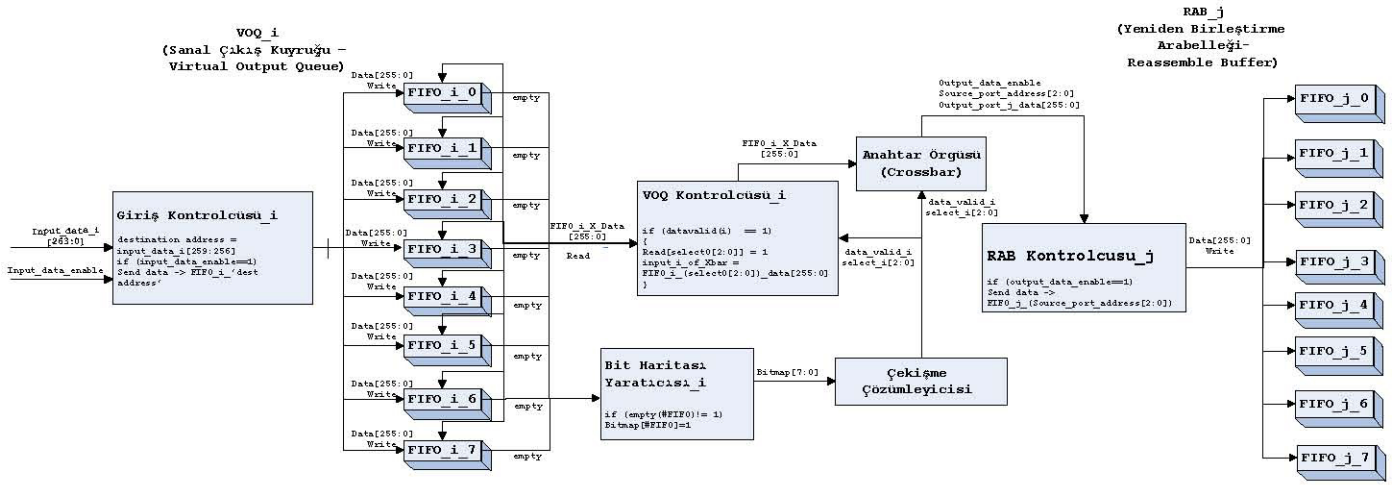 VOQ_i
(Sanal Çıkış Kuyruğu –
Virtual Output Queue)
RAB_j
(Yeniden Birleştirme
Arabelleği-
Reassemble Buffer)
Input_data_i
[263:0]
Input_data_enable
Giriş Kontrolcüsü_i
destination address =
input_data_i[259:256]
if (input_data_enable==1)
Send data -> FIFO_i_‘dest
address’
Data[255:0]
Write
FIFO_i_0
empty
Data[255:0]
Write
FIFO_i_1
empty
Data[255:0]
Write
FIFO_i_2
empty
Data[255:0]
Write
FIFO_i_3
empty
Data[255:0]
Write
FIFO_i_4
empty
Data[255:0]
Write
FIFO_i_5
empty
Data[255:0]
Write
FIFO_i_6
empty
Data[255:0]
Write
FIFO_i_7
empty
FIFO_i_X_Data
[255:0]
Read
VOQ Kontrolcüsü_i
if (datavalid(i) == 1)
{
Read[select0[2:0]] = 1
input_i_of_Xbar =
FIFO_i_(select0[2:0])_data[255:0]
}
Bit Haritası
Yaratıcısı_i
if (empty(#FIFO)!= 1)
Bitmap[#FIFO]=1
Bitmap[7:0]
Çekişme
Çözümleyicisi
FIFO_i_X_Data
[255:0]
Anahtar Örgüsü
(Crossbar)
data_valid_i
select_i[2:0]
data_valid_i
select_i[2:0]
Output_data_enable
Source_port_address[2:0]
Output_port_j_data[255:0]
RAB Kontrolcusu_j
if (output_data_enable==1)
Send data ->
FIFO_j_(Source_port_address[2:0])
Data[255:0]
Write
FIFO_j_0
FIFO_j_1
FIFO_j_2
FIFO_j_3
FIFO_j_4
FIFO_j_5
FIFO_j_6
FIFO_j_7